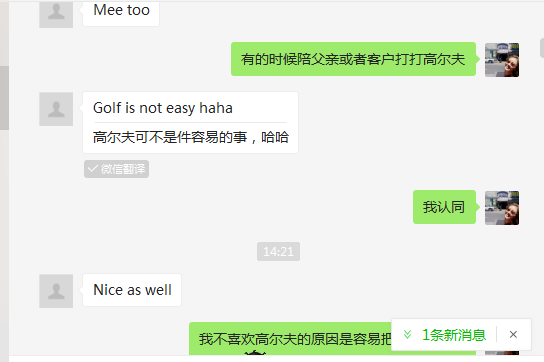 Mee too
有的时候陪父亲或者客户打打高尔夫
Golf is not easy haha
高尔夫可不是件容易的事，哈哈
微信翻译
我认同
14:21
Nice as well
我不喜欢高尔夫的原因是容易把
1条新消息